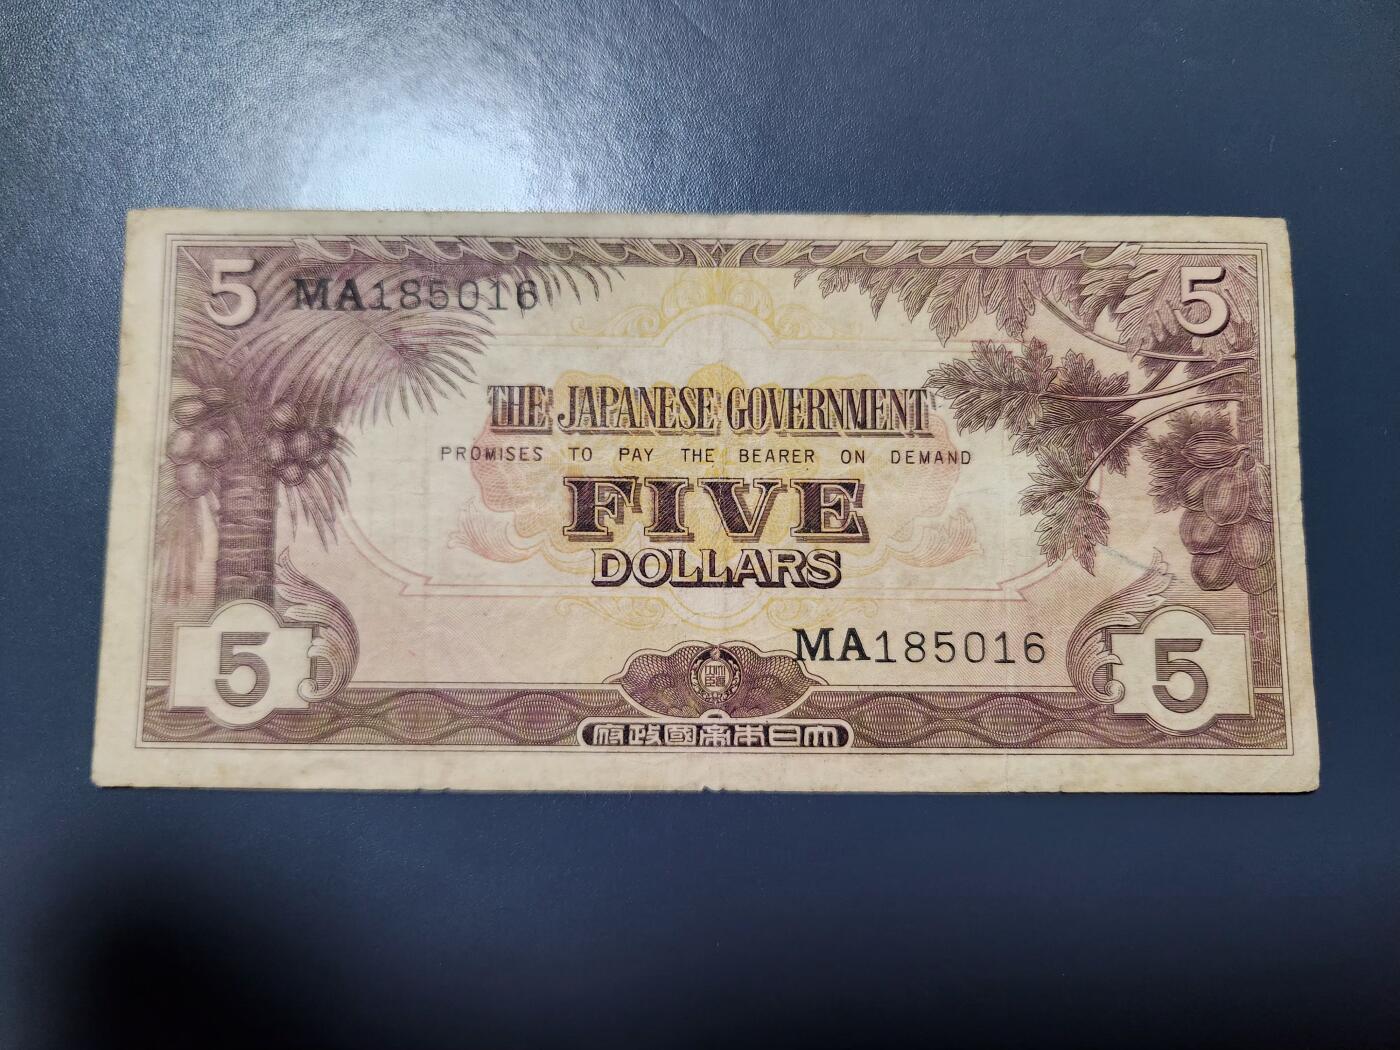 5 MA185016 5
THE JAPANESE GOVERNMENT
PROMISES TO PAY THE BEARER ON DEMAND
FIVE
DOLLARS
MA185016
5 5
府政國帝本日大